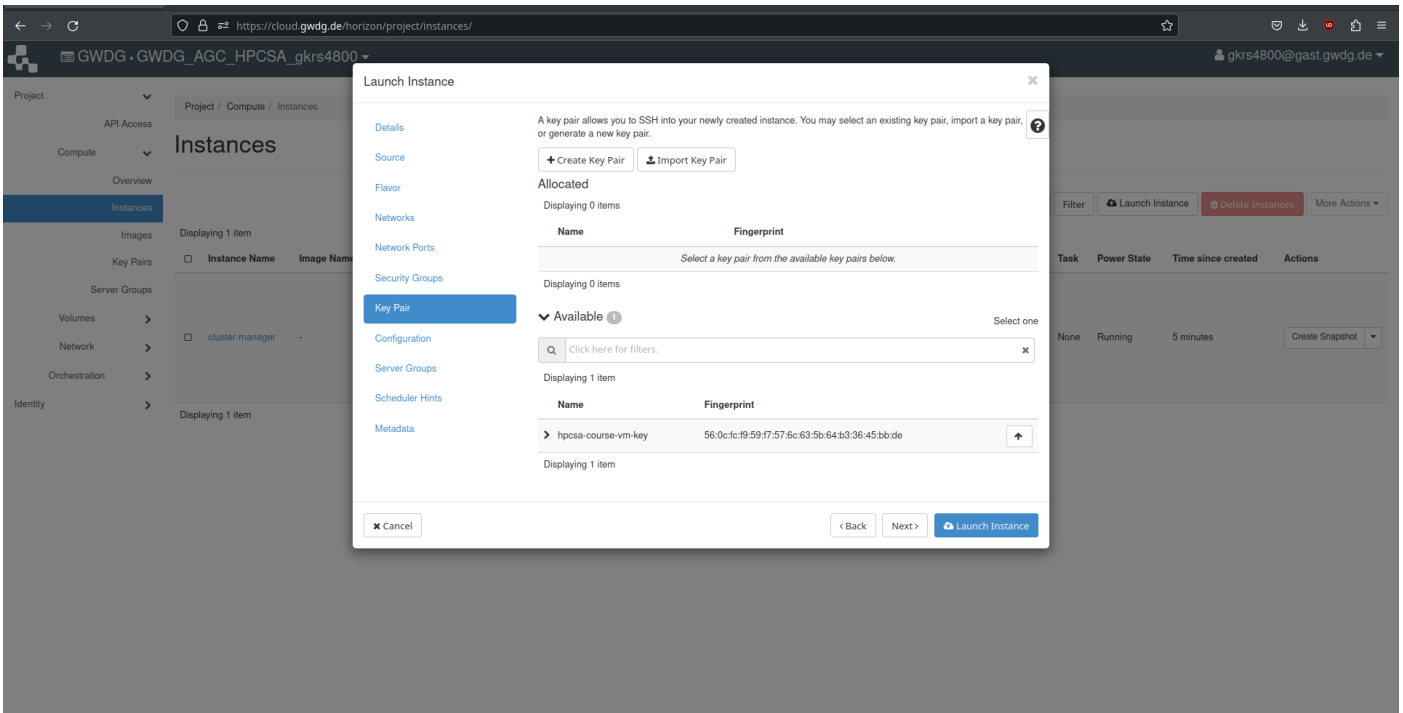 https://cloud.gwdg.de/horizon/project/instances/
GWDG • GWDG_AGC_HPCSA_gkrs4800
gkrs4800@gast.gwdg.de
Project
API Access
Compute
Overview
Instances
Images
Key Pairs
Server Groups
Volumes
Network
Orchestration
Identity
Project / Compute / Instances
Instances
Filter
Launch Instance
Delete Instances
More Actions
Displaying 1 item
Instance Name Image Name
Task Power State Time since created Actions
cluster-manager -
None Running 5 minutes Create Snapshot
Displaying 1 item
Launch Instance
Details
Source
Flavor
Networks
Network Ports
Security Groups
Key Pair
Configuration
Server Groups
Scheduler Hints
Metadata
A key pair allows you to SSH into your newly created instance. You may select an existing key pair, import a key pair,
or generate a new key pair.
+ Create Key Pair
Import Key Pair
Allocated
Displaying 0 items
Name Fingerprint
Select a key pair from the available key pairs below.
Displaying 0 items
Available 1
Select one
Click here for filters.
Displaying 1 item
Name Fingerprint
hpcsa-course-vm-key 56:0c:fc:f9:59:f7:57:6c:63:5b:64:b3:36:45:bb:de
Displaying 1 item
Cancel
< Back
Next >
Launch Instance